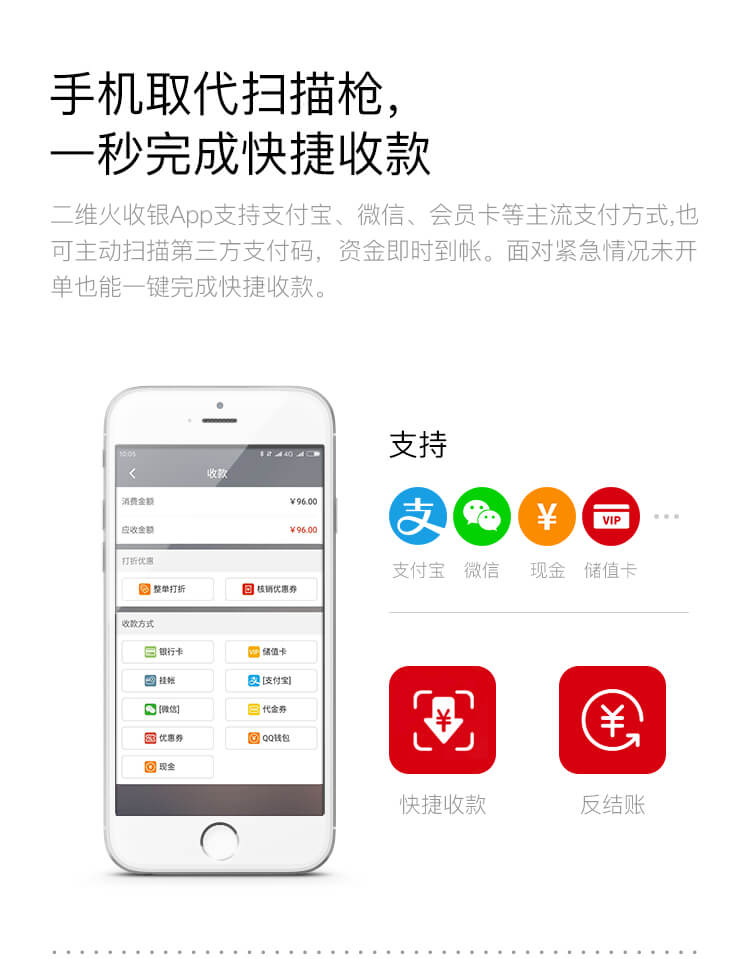 手机取代扫描枪，
一秒完成快捷收款
二维火收银App支持支付宝、微信、会员卡等主流支付方式,也
可主动扫描第三方支付码，资金即时到帐。面对紧急情况未开
单也能一键完成快捷收款。
10:05 4G
收款
消费金额 ￥96.00
应收金额 ￥96.00
打折优惠
整单打折 核销优惠券
收款方式
银行卡 VIP 储值卡
挂帐 支 [支付宝]
[微信] 代金券
优惠券 QQ钱包
现金
支持
支 ¥ VIP ...
支付宝 微信 现金 储值卡
¥ ¥
快捷收款 反结账